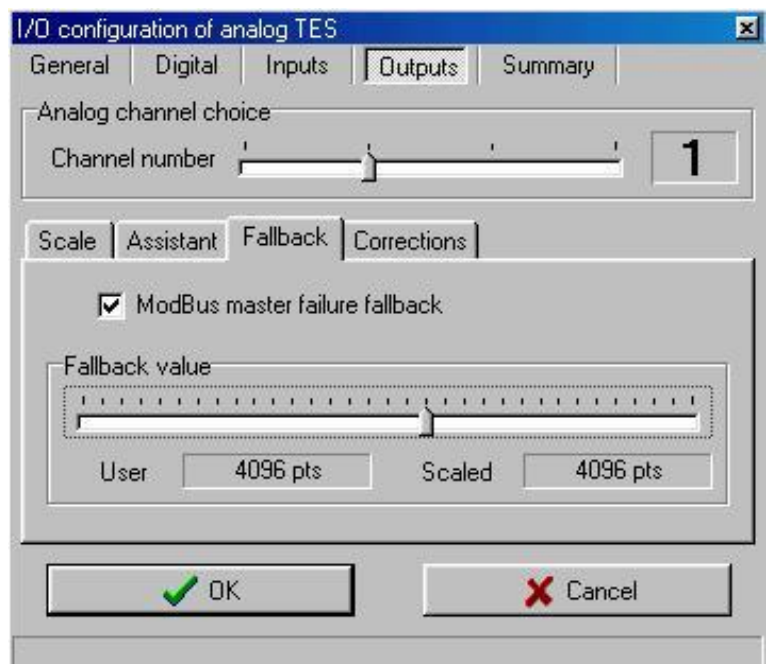 I/O configuration of analog TES
General Digital Inputs Outputs Summary
Analog channel choice
Channel number 1
Scale Assistant Fallback Corrections
ModBus master failure fallback
Fallback value
User 4096 pts Scaled 4096 pts
OK Cancel